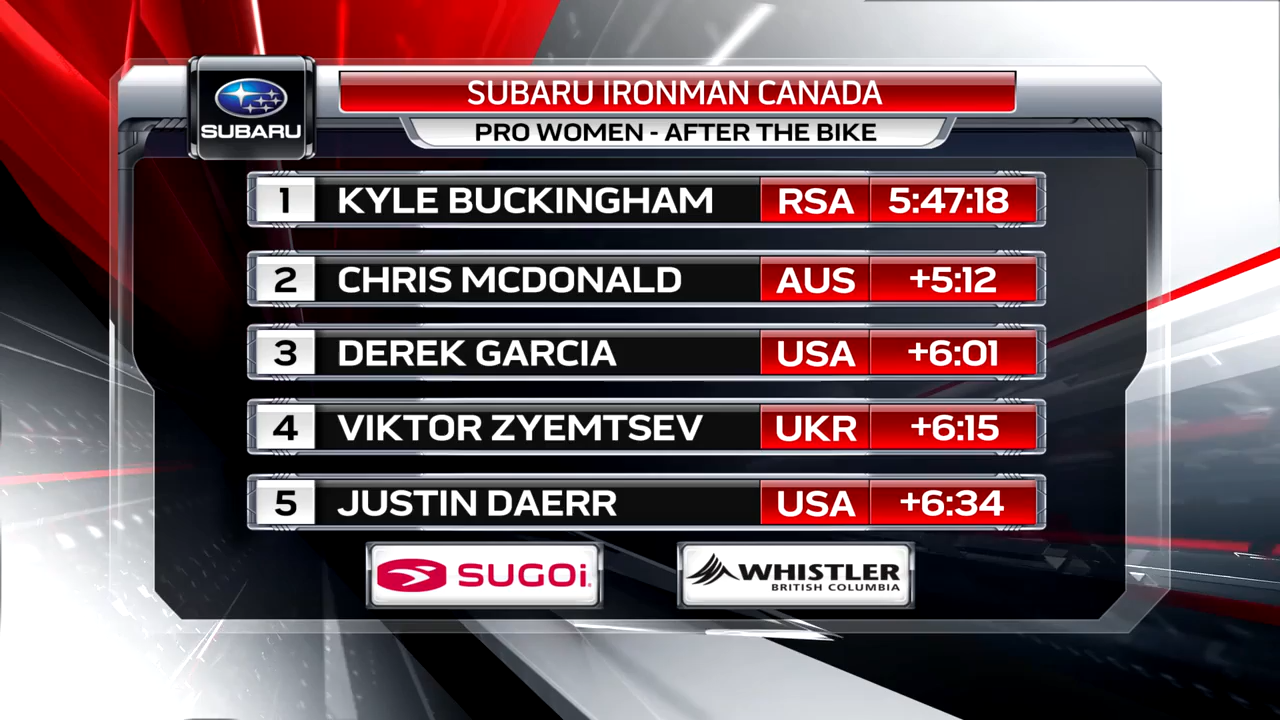 SUBARU
SUBARU IRONMAN CANADA
PRO WOMEN - AFTER THE BIKE
1 KYLE BUCKINGHAM RSA 5:47:18
2 CHRIS MCDONALD AUS +5:12
3 DEREK GARCIA USA +6:01
4 VIKTOR ZYEMTSEV UKR +6:15
5 JUSTIN DAERR USA +6:34
SUGOi
WHISTLER
BRITISH COLUMBIA